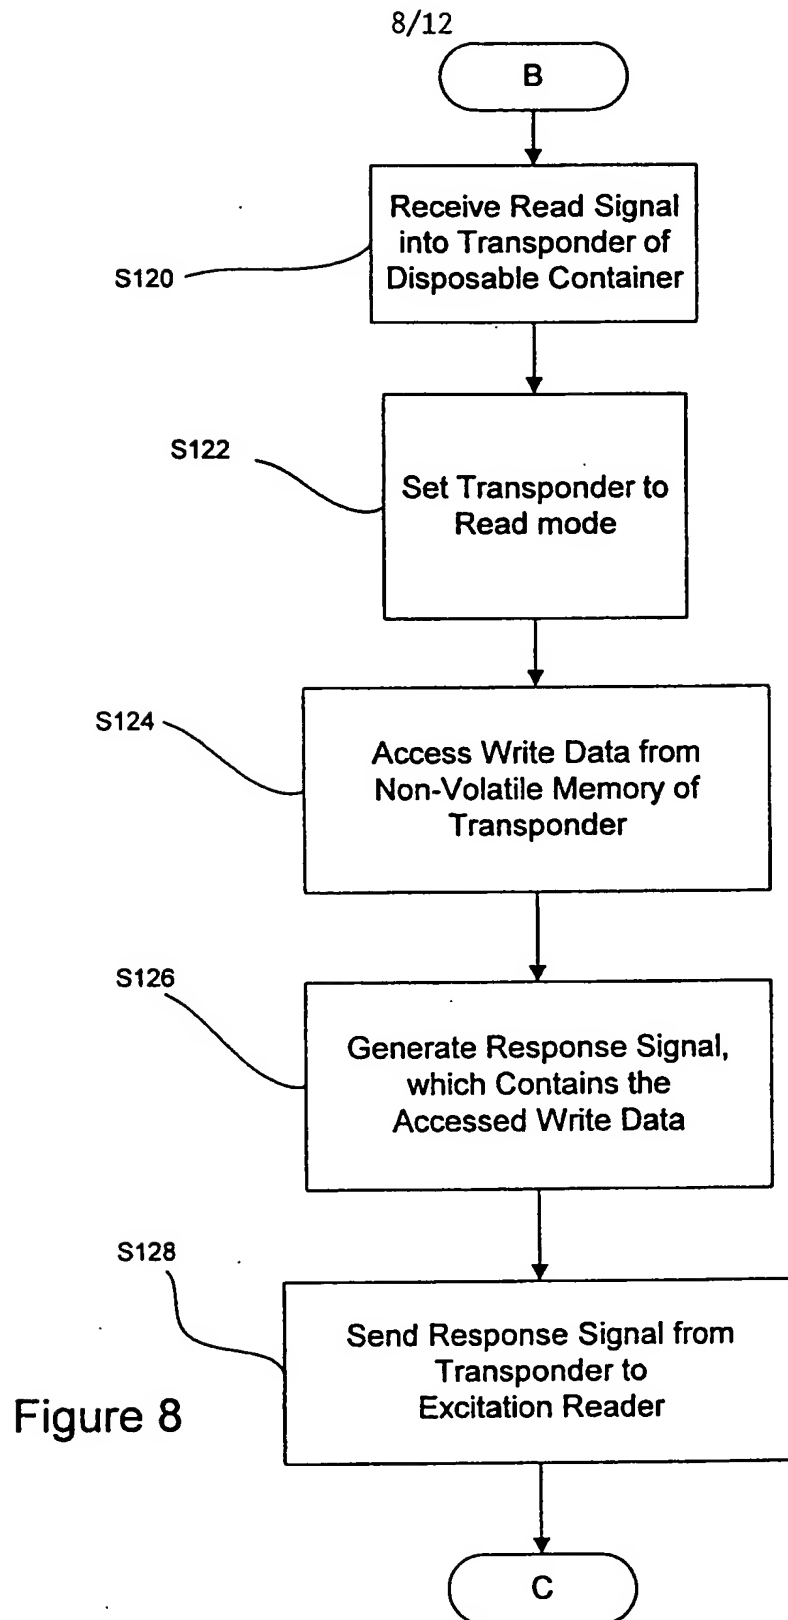 8/12
B
Receive Read Signal
into Transponder of
Disposable Container
S120
S122
Set Transponder to
Read mode
S124
Access Write Data from
Non-Volatile Memory of
Transponder
S126
Generate Response Signal,
which Contains the
Accessed Write Data
S128
Send Response Signal from
Transponder to
Excitation Reader
Figure 8
C